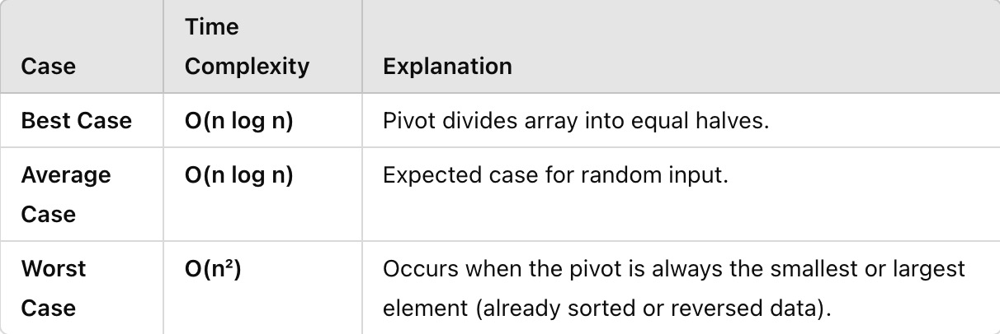 Case
Time
Complexity
Explanation
Best Case
O(n log n)
Pivot divides array into equal halves.
Average
Case
O(n log n)
Expected case for random input.
Worst
Case
O(n²)
Occurs when the pivot is always the smallest or largest
element (already sorted or reversed data).